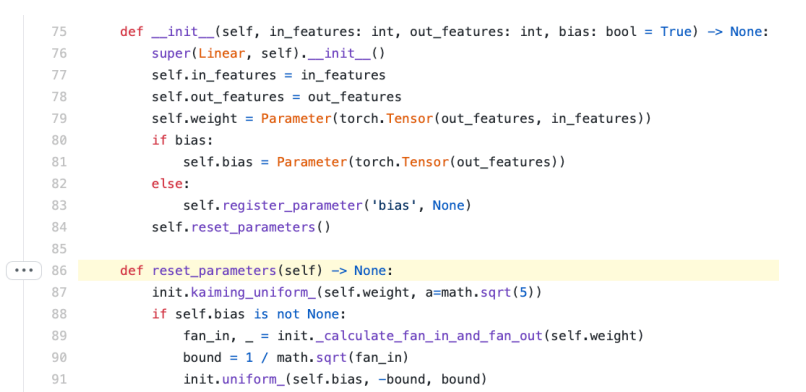 75 def __init__(self, in_features: int, out_features: int, bias: bool = True) -> None:
76 super(Linear, self).__init__()
77 self.in_features = in_features
78 self.out_features = out_features
79 self.weight = Parameter(torch.Tensor(out_features, in_features))
80 if bias:
81 self.bias = Parameter(torch.Tensor(out_features))
82 else:
83 self.register_parameter('bias', None)
84 self.reset_parameters()
85
86 def reset_parameters(self) -> None:
87 init.kaiming_uniform_(self.weight, a=math.sqrt(5))
88 if self.bias is not None:
89 fan_in, _ = init._calculate_fan_in_and_fan_out(self.weight)
90 bound = 1 / math.sqrt(fan_in)
91 init.uniform_(self.bias, -bound, bound)